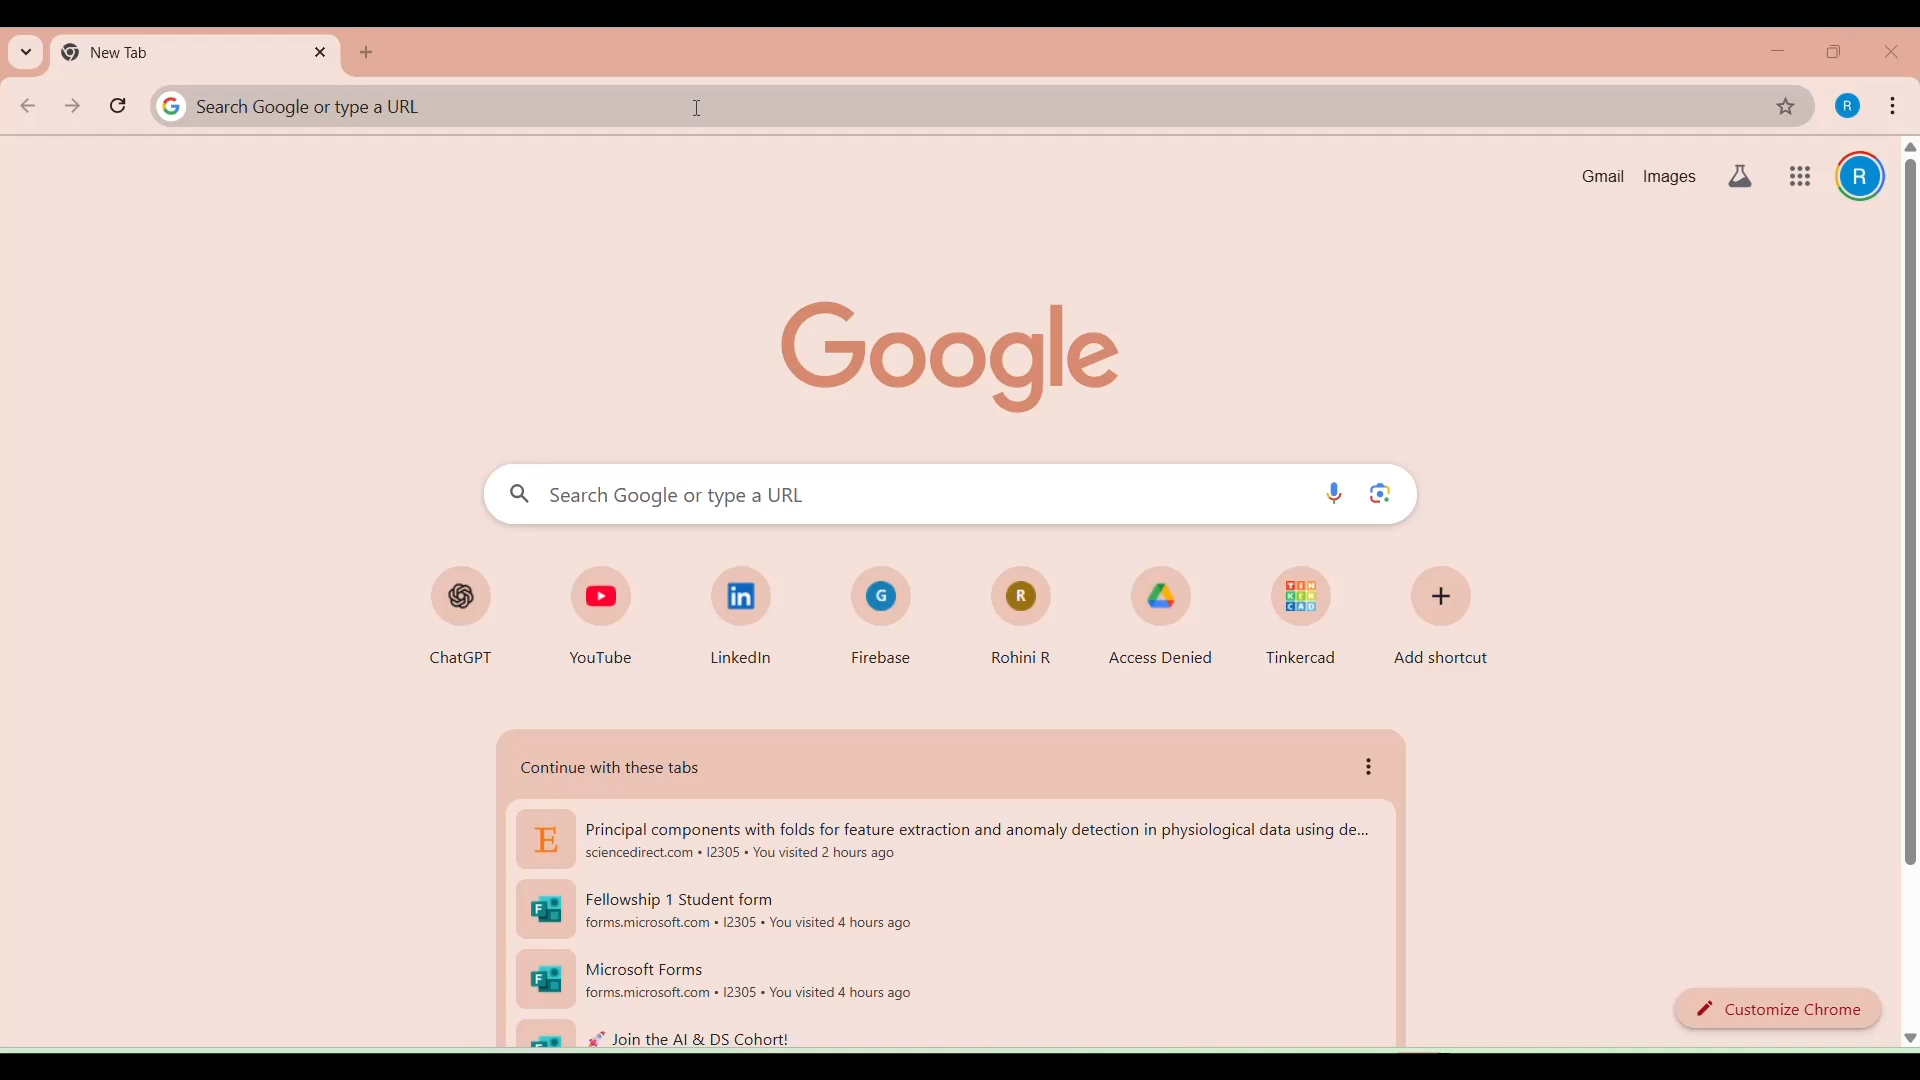 New Tab
Search Google or type a URL
R
Gmail Images R
Google
Search Google or type a URL
G R TINKERCAD
ChatGPT YouTube LinkedIn Firebase Rohini R Access Denied Tinkercad Add shortcut
Continue with these tabs
E Principal components with folds for feature extraction and anomaly detection in physiological data using de...
sciencedirect.com • I2305 • You visited 2 hours ago
Fellowship 1 Student form
forms.microsoft.com • I2305 • You visited 4 hours ago
Microsoft Forms
forms.microsoft.com • I2305 • You visited 4 hours ago
Customize Chrome
🚀 Join the AI & DS Cohort!